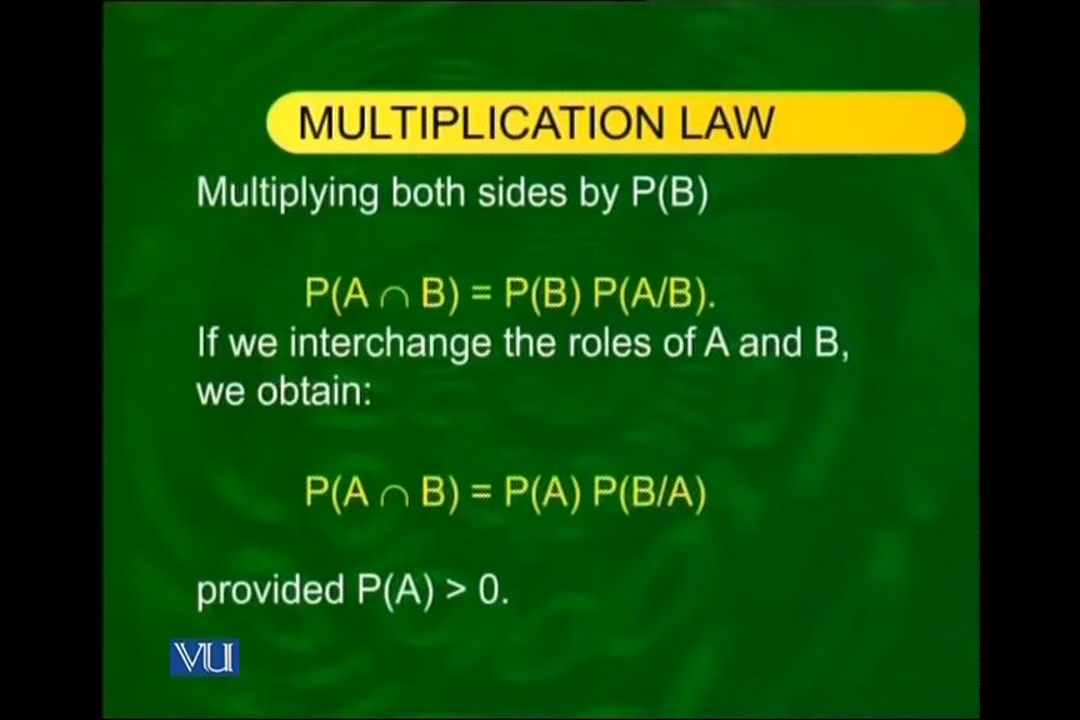 MULTIPLICATION LAW
Multiplying both sides by P(B)
P(A ∩ B) = P(B) P(A/B).
If we interchange the roles of A and B,
we obtain:
P(A ∩ B) = P(A) P(B/A)
provided P(A) > 0.
VU